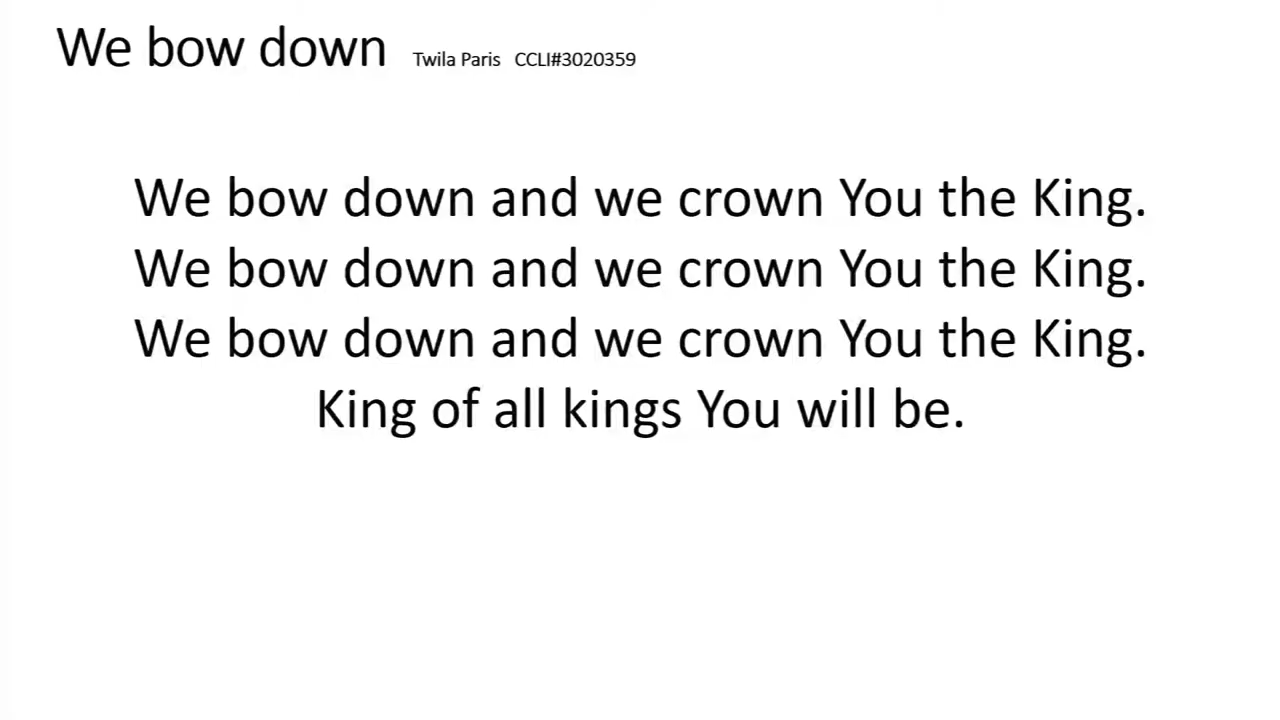 We bow down Twila Paris CCLI#3020359
We bow down and we crown You the King.
We bow down and we crown You the King.
We bow down and we crown You the King.
King of all kings You will be.